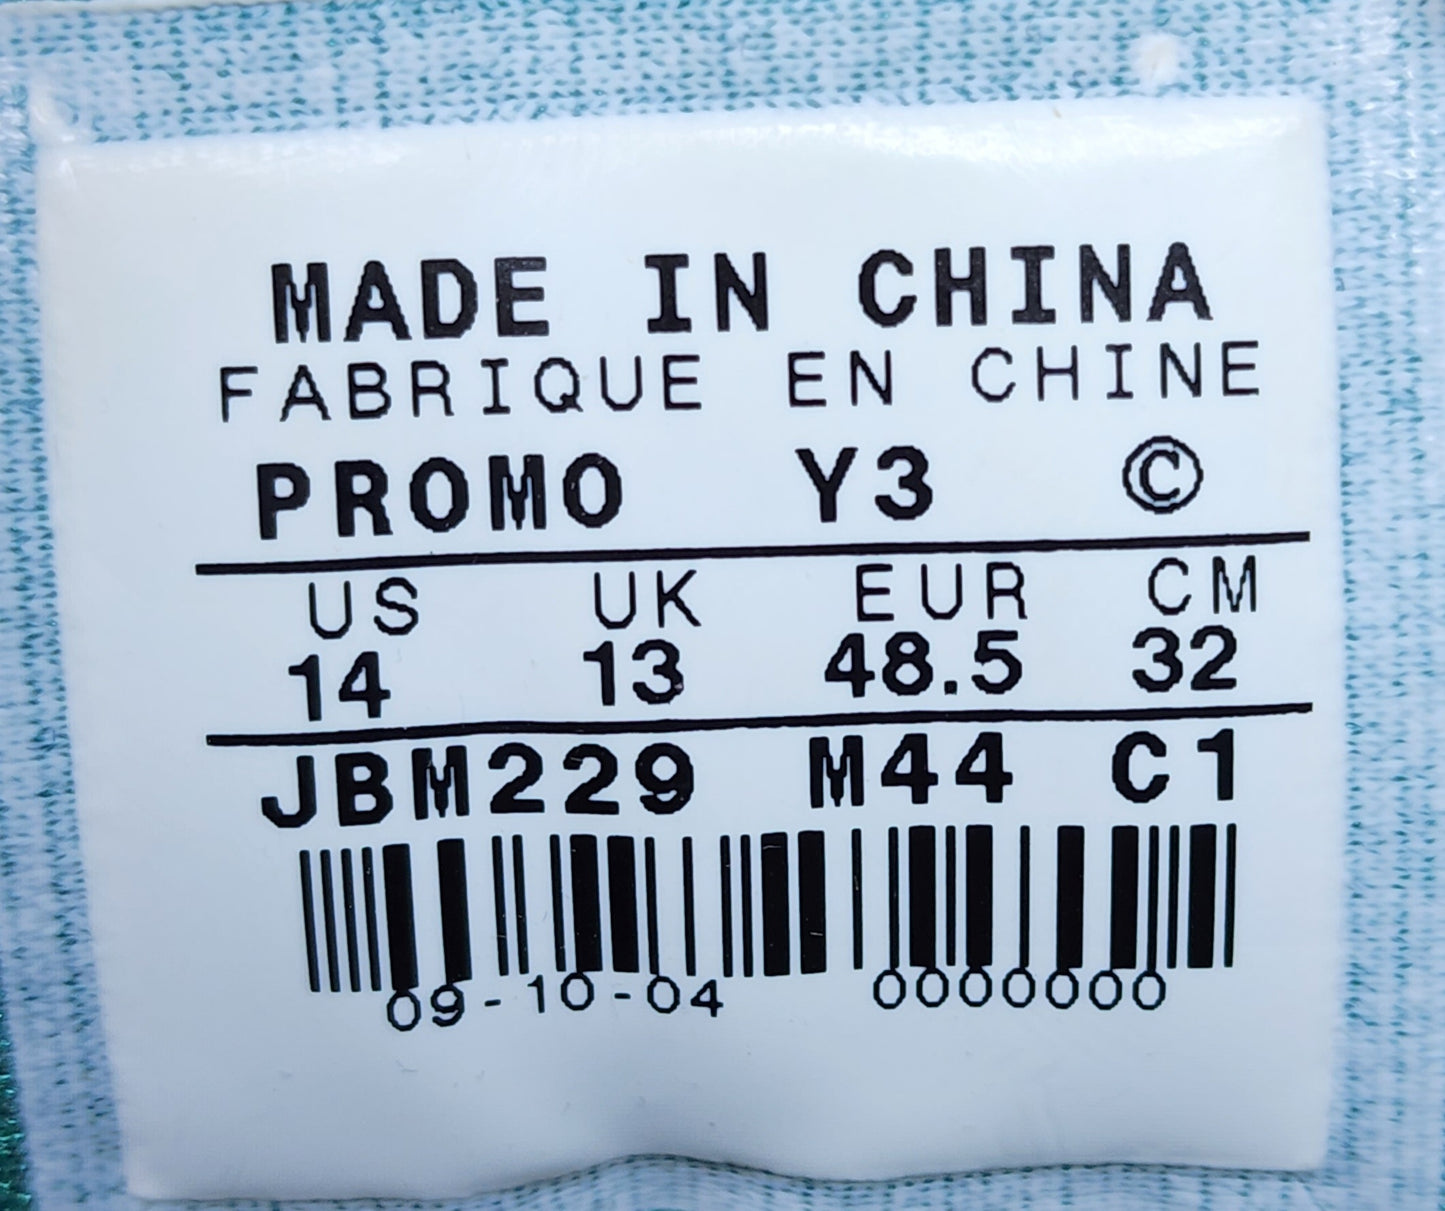 MADE IN CHINA
FABRIQUE EN CHINE
PROMO Y3 ©
US UK EUR CM
14 13 48.5 32
JBM229 M44 C1
09-10-04 0000000